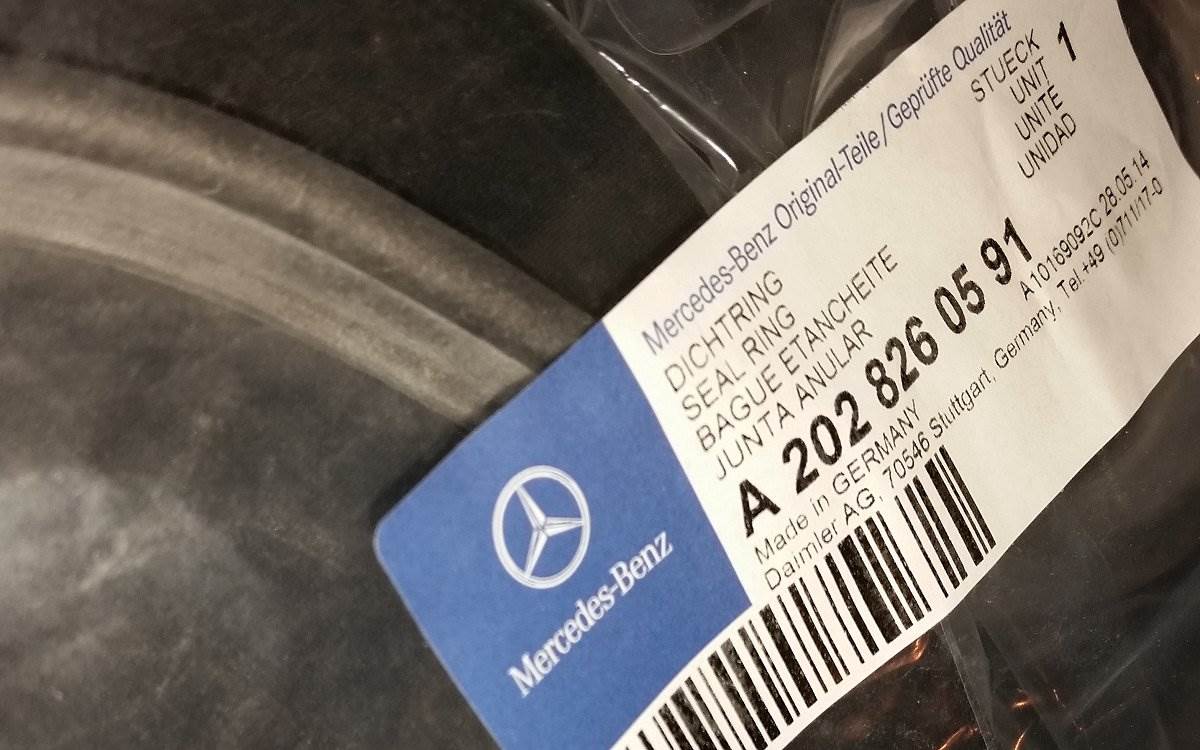 Mercedes-Benz
Mercedes-Benz Original-Teile/Geprüfte Qualität
DICHTRING
SEAL RING
BAGUE ETANCHEITE
JUNTA ANULAR
STUECK 1
UNIT
UNITE
UNIDAD
A 202 826 05 91
Made in GERMANY A10169092C 28.05.14
Daimler AG, 70546 Stuttgart, Germany, Tel.+49 (0)711/17-0